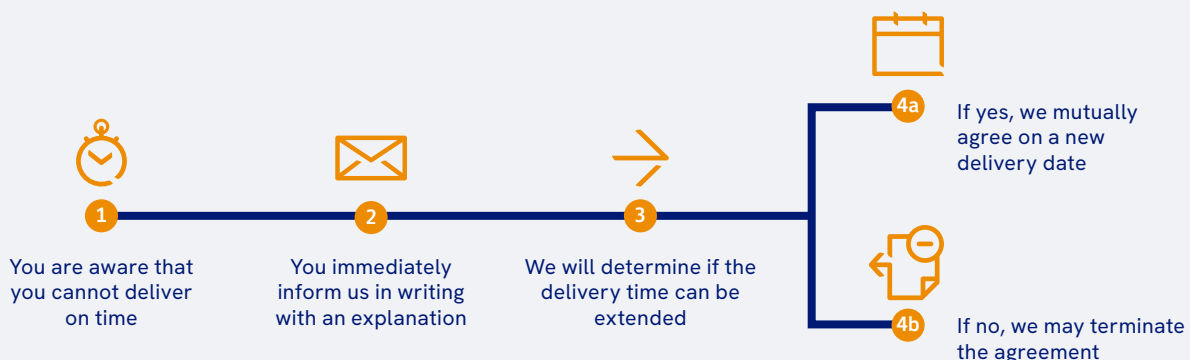 1
You are aware that
you cannot deliver
on time
2
You immediately
inform us in writing
with an explanation
3
We will determine if the
delivery time can be
extended
4a
If yes, we mutually
agree on a new
delivery date
4b
If no, we may terminate
the agreement